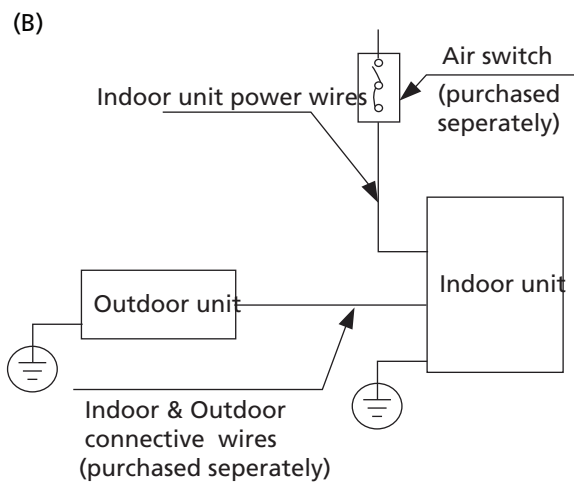 (B)
Air switch
(purchased
seperately)
Indoor unit power wires
Indoor unit
Outdoor unit
Indoor & Outdoor
connective wires
(purchased seperately)